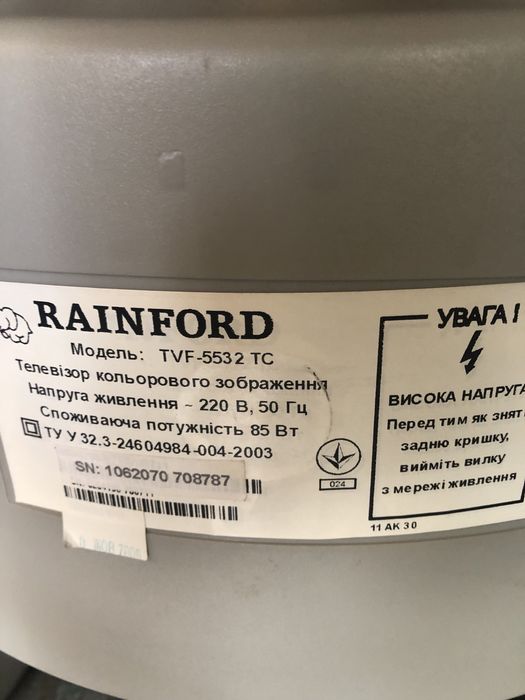 RAINFORD
Модель: TVF-5532 TC
Телевізор кольорового зображення
Напруга живлення ~ 220 В, 50 Гц
Споживаюча потужність 85 Вт
ТУ У 32.3-24604984-004-2003
SN: 1062070 708787
024
УВАГА !
ВИСОКА НАПРУГА
Перед тим як знят
задню кришку,
вийміть вилку
з мережі живлення
11 AK 30